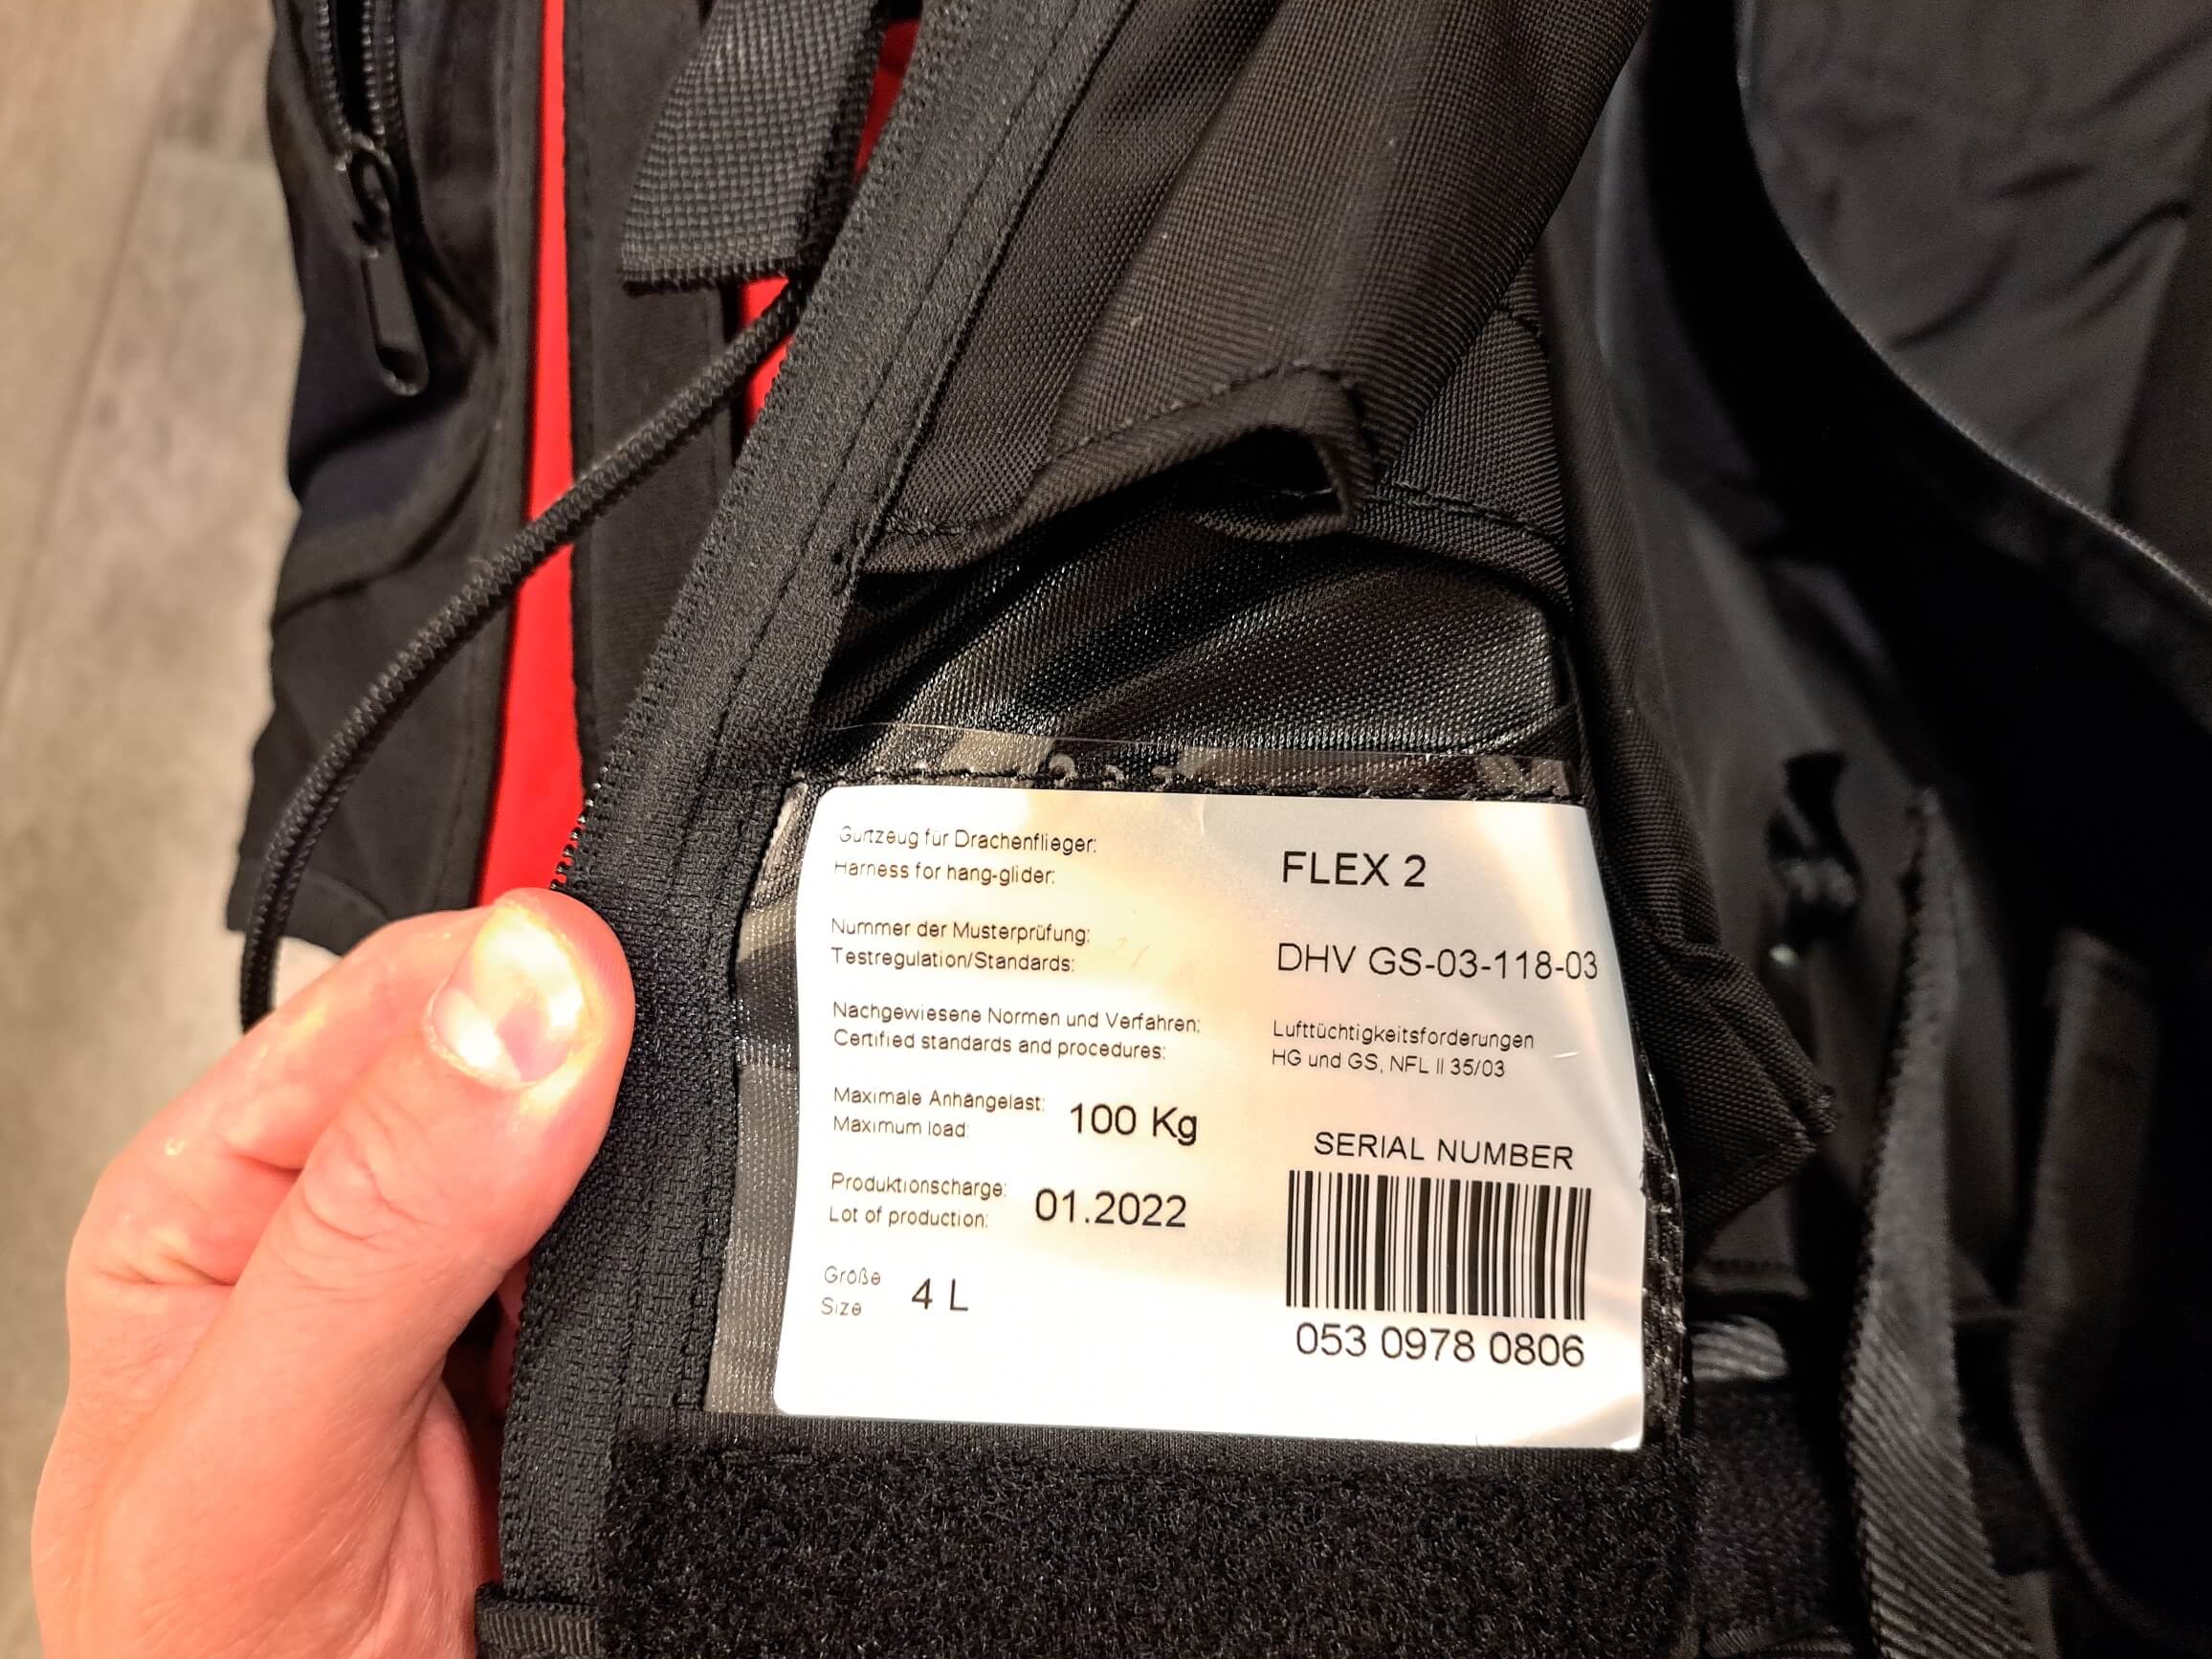 Gurtzeug für Drachenflieger:
Harness for hang-glider:
FLEX 2
Nummer der Musterprüfung:
Testregulation/Standards:
DHV GS-03-118-03
Nachgewiesene Normen und Verfahren:
Certified standards and procedures:
Lufttüchtigkeitsforderungen
HG und GS, NFL II 35/03
Maximale Anhängelast:
Maximum load:
100 Kg
Produktionscharge:
Lot of production:
01.2022
Größe
Size
4 L
SERIAL NUMBER
053 0978 0806